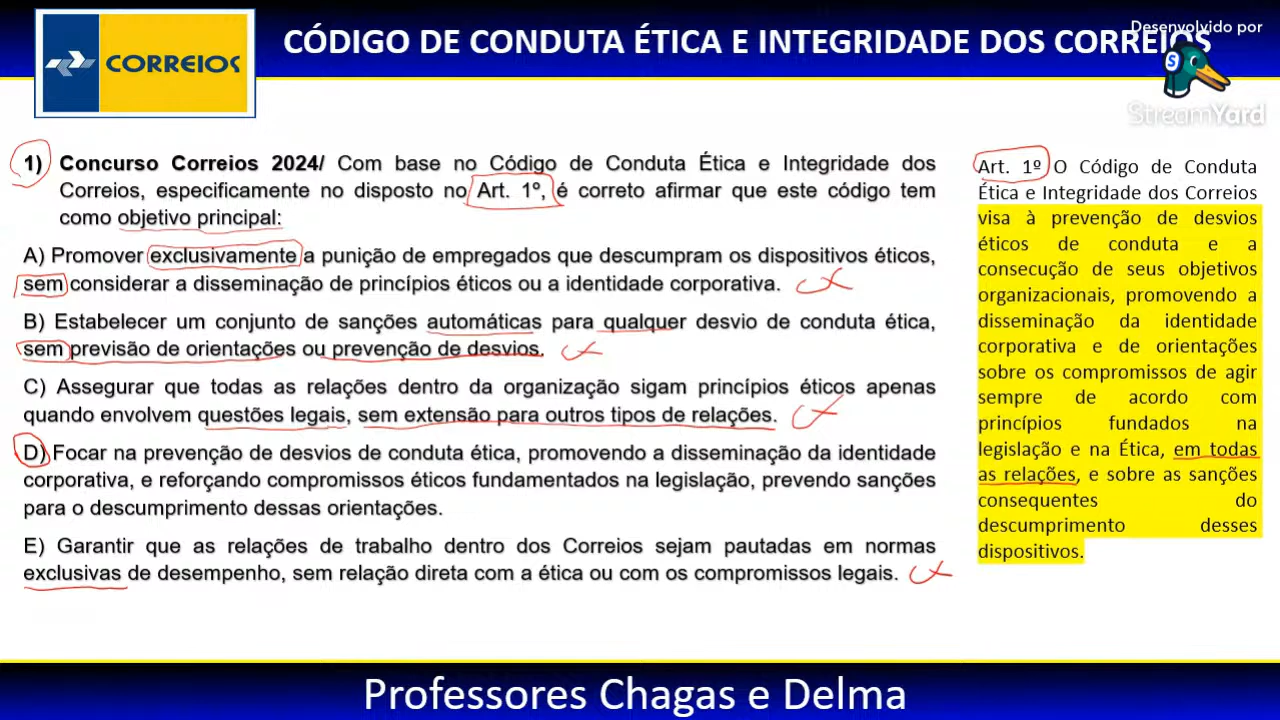 CORREIOS
CÓDIGO DE CONDUTA ÉTICA E INTEGRIDADE DOS CORREIOS
Desenvolvido por
StreamYard
1) Concurso Correios 2024/ Com base no Código de Conduta Ética e Integridade dos
Correios, especificamente no disposto no Art. 1º, é correto afirmar que este código tem
como objetivo principal:
A) Promover exclusivamente a punição de empregados que descumpram os dispositivos éticos,
sem considerar a disseminação de princípios éticos ou a identidade corporativa.
B) Estabelecer um conjunto de sanções automáticas para qualquer desvio de conduta ética,
sem previsão de orientações ou prevenção de desvios.
C) Assegurar que todas as relações dentro da organização sigam princípios éticos apenas
quando envolvem questões legais, sem extensão para outros tipos de relações.
D) Focar na prevenção de desvios de conduta ética, promovendo a disseminação da identidade
corporativa, e reforçando compromissos éticos fundamentados na legislação, prevendo sanções
para o descumprimento dessas orientações.
E) Garantir que as relações de trabalho dentro dos Correios sejam pautadas em normas
exclusivas de desempenho, sem relação direta com a ética ou com os compromissos legais.
Art. 1º O Código de Conduta
Ética e Integridade dos Correios
visa à prevenção de desvios
éticos de conduta e a
consecução de seus objetivos
organizacionais, promovendo a
disseminação da identidade
corporativa e de orientações
sobre os compromissos de agir
sempre de acordo com
princípios fundados na
legislação e na Ética, em todas
as relações, e sobre as sanções
consequentes do
descumprimento desses
dispositivos.
Professores Chagas e Delma